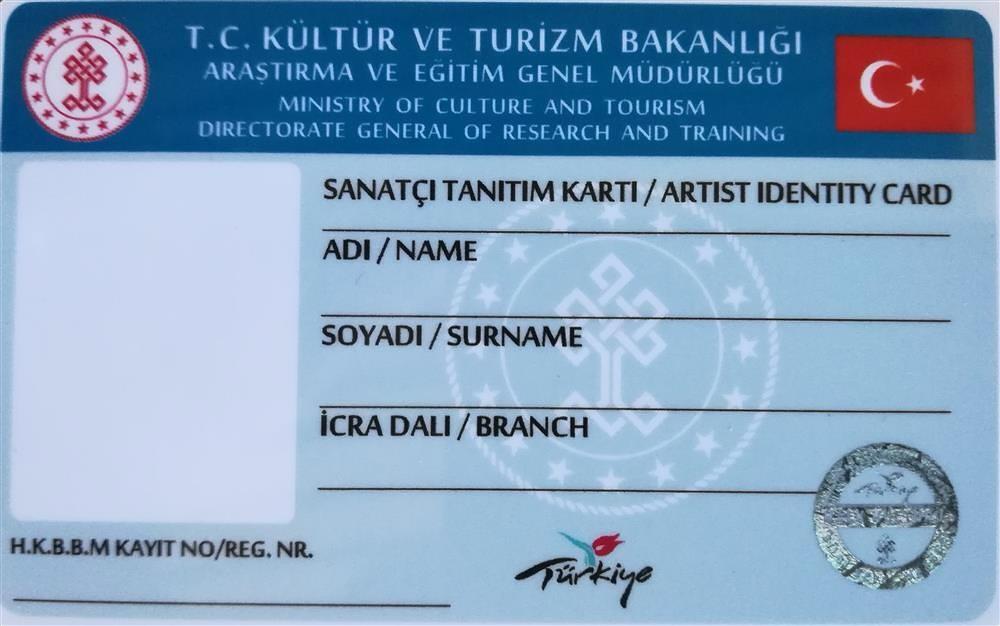 T.C. KÜLTÜR VE TURİZM BAKANLIĞI
ARAŞTIRMA VE EĞİTİM GENEL MÜDÜRLÜĞÜ
MINISTRY OF CULTURE AND TOURISM
DIRECTORATE GENERAL OF RESEARCH AND TRAINING
SANATÇI TANITIM KARTI / ARTIST IDENTITY CARD
ADI / NAME
SOYADI / SURNAME
İCRA DALI / BRANCH
H.K.B.B.M KAYIT NO/REG. NR.
Türkiye